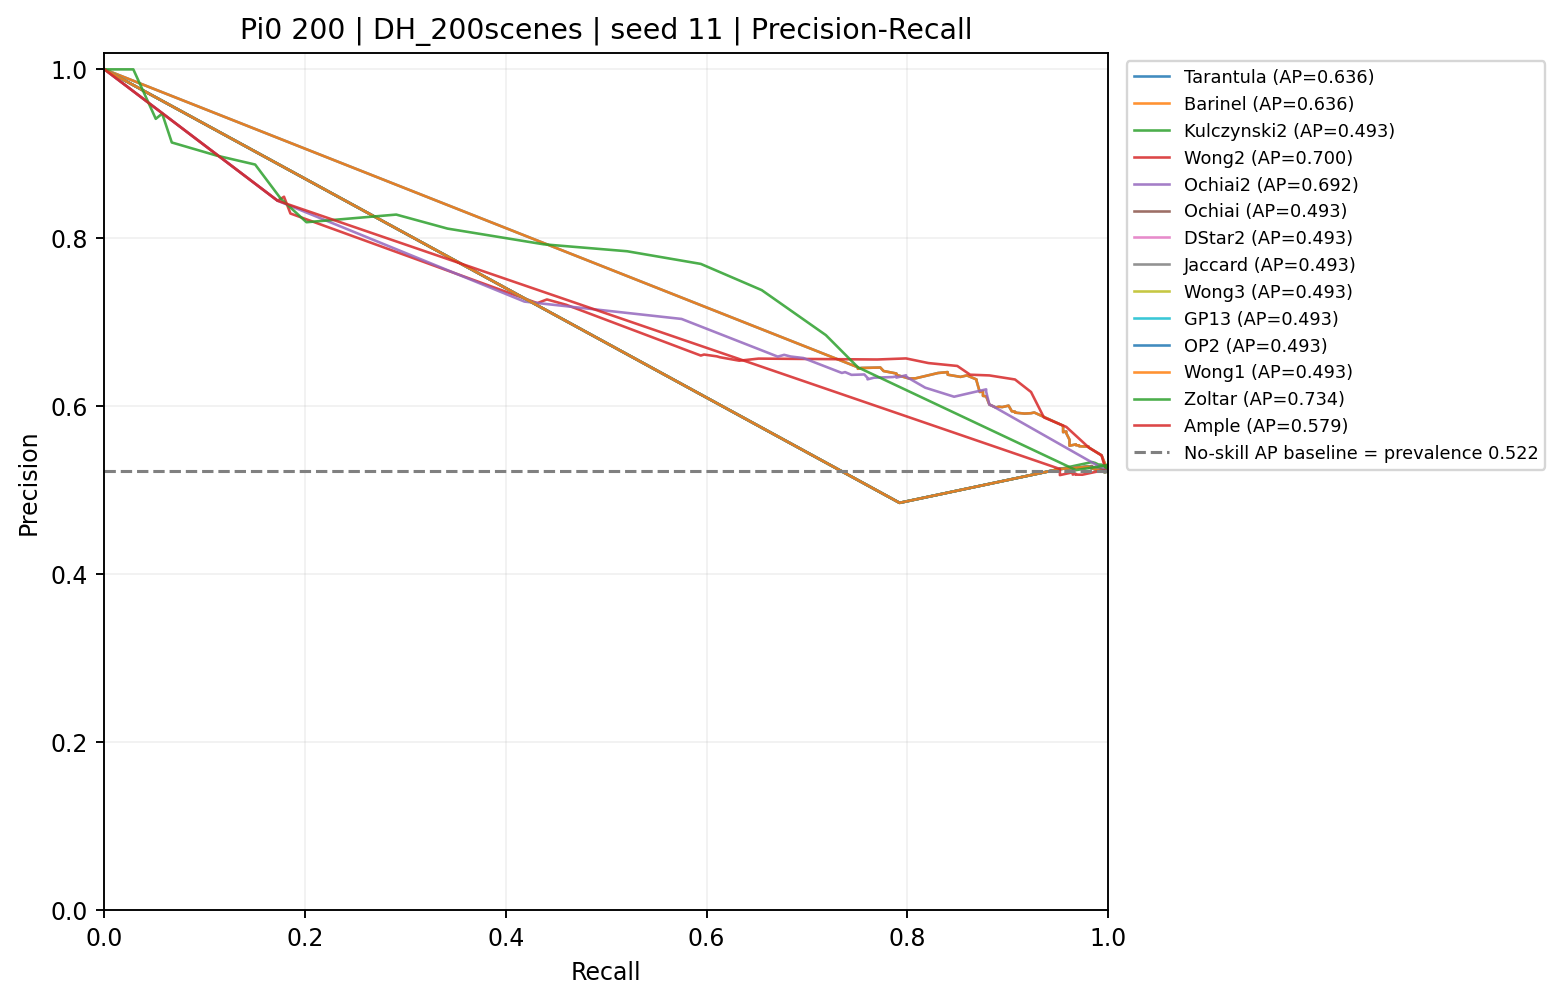 Pi0 200 | DH_200scenes | seed 11 | Precision-Recall
1.0
0.8
0.6
0.4
0.2
0.0
Precision
0.0 0.2 0.4 0.6 0.8 1.0
Recall
Tarantula (AP=0.636)
Barinel (AP=0.636)
Kulczynski2 (AP=0.493)
Wong2 (AP=0.700)
Ochiai2 (AP=0.692)
Ochiai (AP=0.493)
DStar2 (AP=0.493)
Jaccard (AP=0.493)
Wong3 (AP=0.493)
GP13 (AP=0.493)
OP2 (AP=0.493)
Wong1 (AP=0.493)
Zoltar (AP=0.734)
Ample (AP=0.579)
No-skill AP baseline = prevalence 0.522